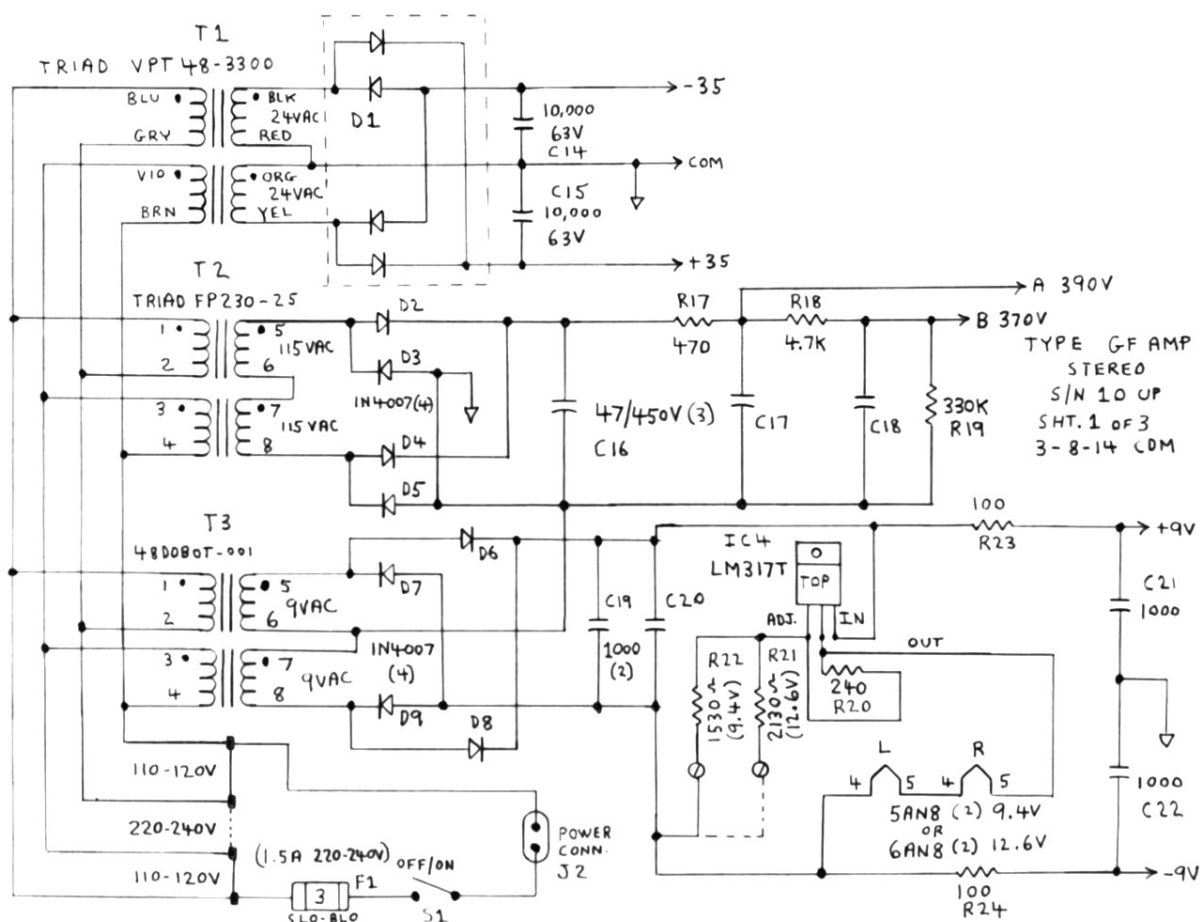 T1
TRIAD VPT 48-3300
BLU
GRY
VIO
BRN
BLK
24VAC
RED
ORG
24VAC
YEL
D1
10,000
63V
C14
C15
10,000
63V
-35
COM
+35
T2
TRIAD FP230-25
1
2
3
4
5
115VAC
6
7
115VAC
8
D2
D3
1N4007(4)
D4
D5
47/450V (3)
C16
R17
470
R18
4.7K
C17
C18
330K
R19
A 390V
B 370V
TYPE GF AMP
STEREO
S/N 10 UP
SHT. 1 OF 3
3-8-14 CDM
T3
48D0B0T-001
1
2
3
4
5
9VAC
6
7
9VAC
8
D6
D7
1N4007
(4)
D9
D8
C19
1000
(2)
C20
IC4
LM317T
TOP
ADJ.
IN
OUT
R22
1530Ω
(9.4V)
R21
2130Ω
(12.6V)
240
R20
100
R23
+9V
C21
1000
1000
C22
-9V
L
R
4
5
4
5
5AN8 (2) 9.4V
OR
6AN8 (2) 12.6V
100
R24
110-120V
220-240V
110-120V
(1.5A 220-240V)
3
F1
SLO-BLO
OFF/ON
S1
POWER
CONN.
J2